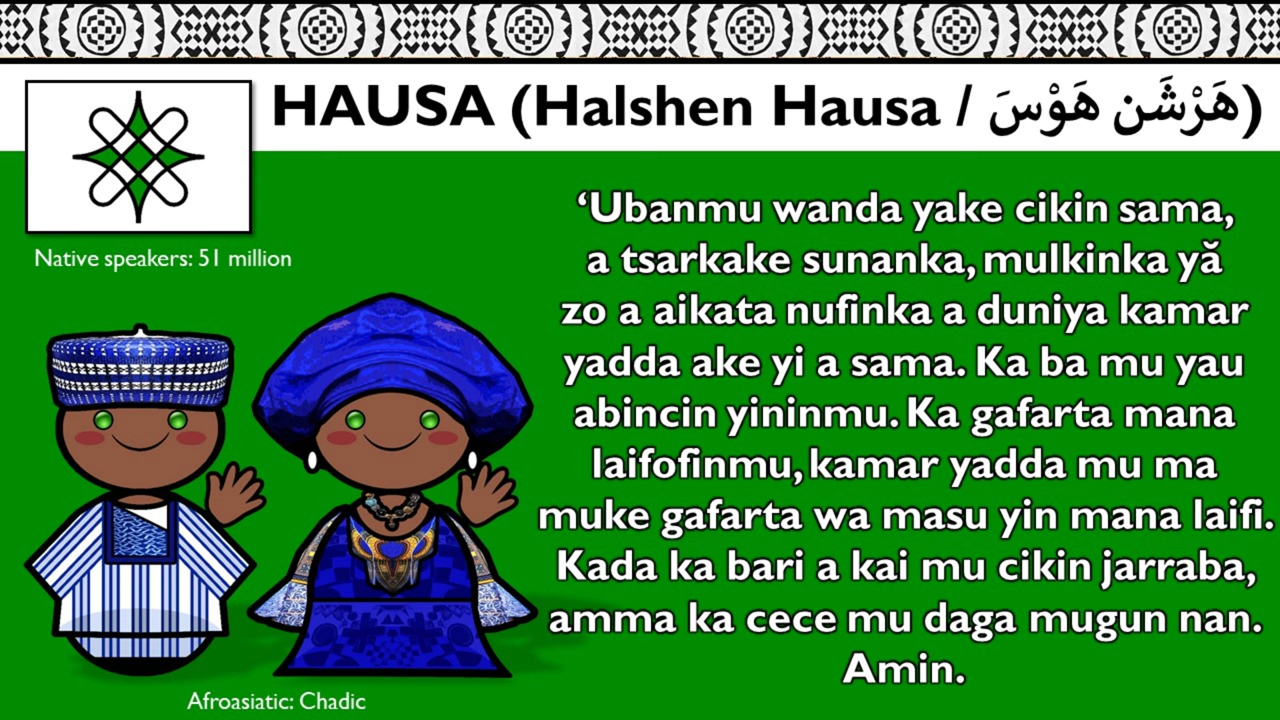 HAUSA (Halshen Hausa / هَرْشَن هَوْسَ)
Native speakers: 51 million
‘Ubanmu wanda yake cikin sama,
a tsarkake sunanka, mulkinka yă
zo a aikata nufinka a duniya kamar
yadda ake yi a sama. Ka ba mu yau
abincin yininmu. Ka gafarta mana
laifofinmu, kamar yadda mu ma
muke gafarta wa masu yin mana laifi.
Kada ka bari a kai mu cikin jarraba,
amma ka cece mu daga mugun nan.
Amin.
Afroasiatic: Chadic